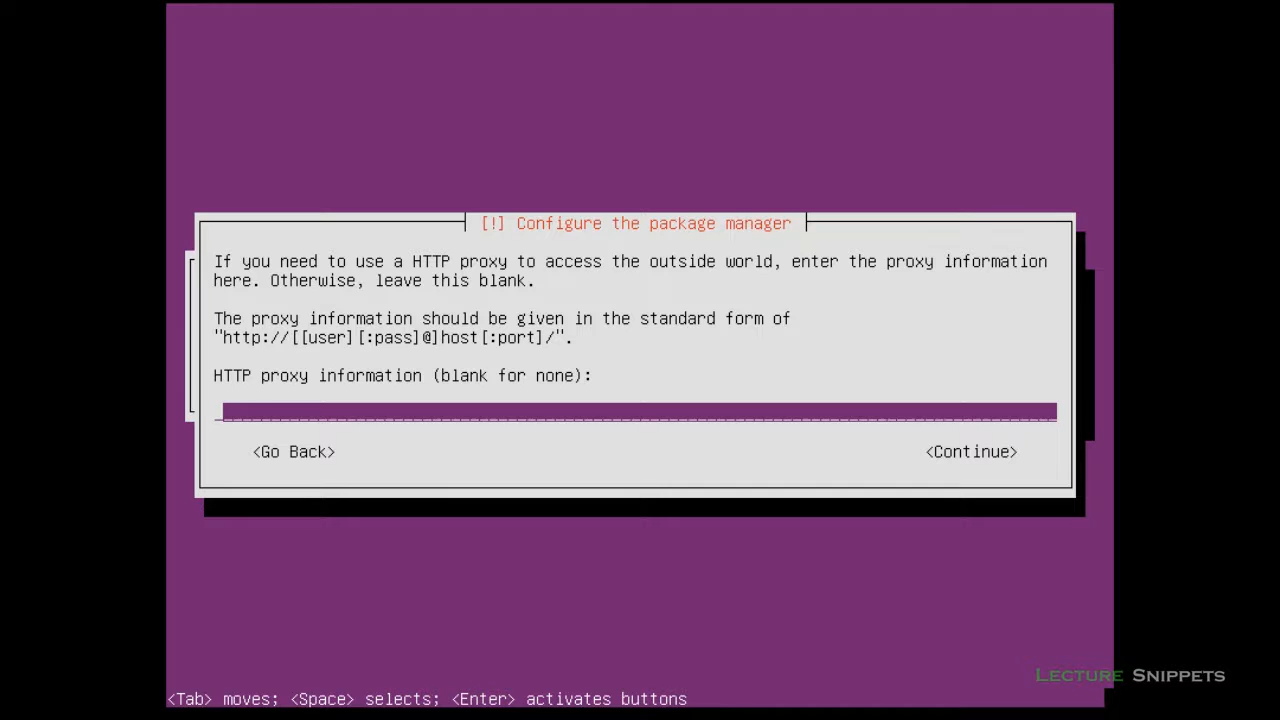 [!] Configure the package manager
If you need to use a HTTP proxy to access the outside world, enter the proxy information
here. Otherwise, leave this blank.
The proxy information should be given in the standard form of
"http://[[user][:pass]@]host[:port]/".
HTTP proxy information (blank for none):
<Go Back> <Continue>
LECTURE SNIPPETS
<Tab> moves; <Space> selects; <Enter> activates buttons